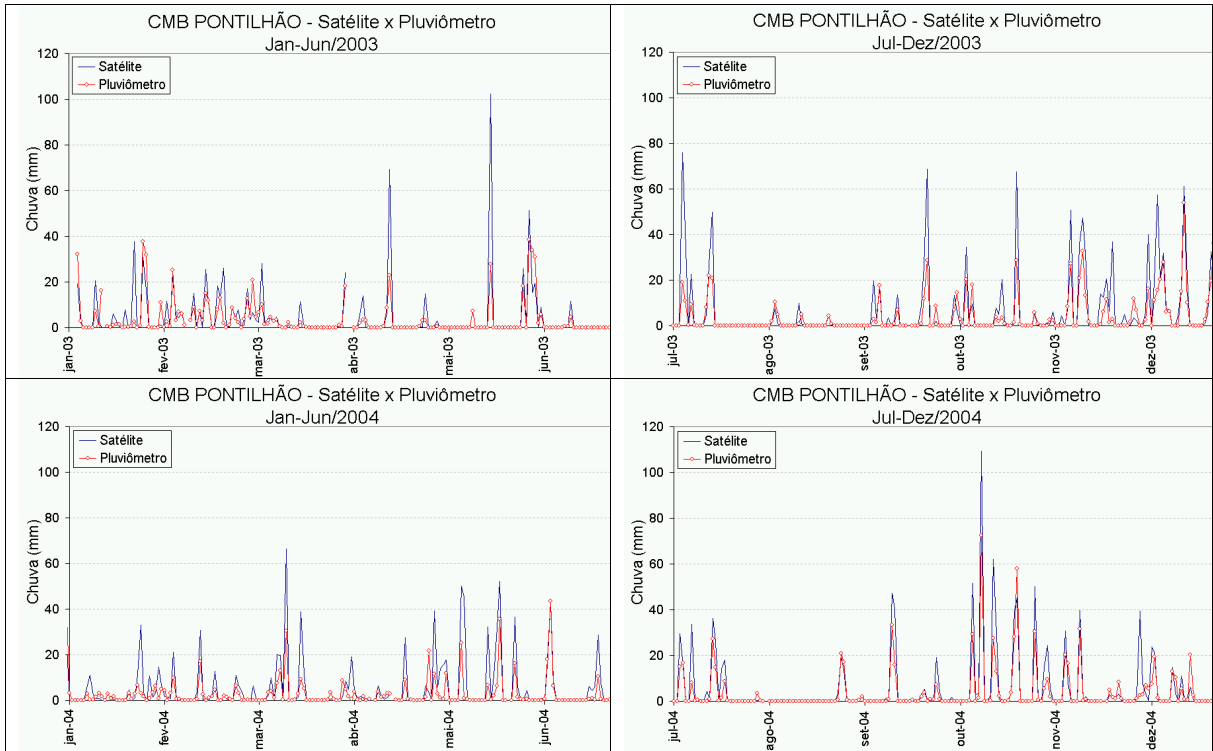 CMB PONTILHÃO - Satélite x Pluviômetro
Jan-Jun/2003
Satélite
Pluviômetro
Chuva (mm)
120
100
80
60
40
20
0
jan-03
fev-03
mar-03
abr-03
mai-03
jun-03
CMB PONTILHÃO - Satélite x Pluviômetro
Jul-Dez/2003
Satélite
Pluviômetro
Chuva (mm)
120
100
80
60
40
20
0
jul-03
ago-03
set-03
out-03
nov-03
dez-03
CMB PONTILHÃO - Satélite x Pluviômetro
Jan-Jun/2004
Satélite
Pluviômetro
Chuva (mm)
120
100
80
60
40
20
0
jan-04
fev-04
mar-04
abr-04
mai-04
jun-04
CMB PONTILHÃO - Satélite x Pluviômetro
Jul-Dez/2004
Satélite
Pluviômetro
Chuva (mm)
120
100
80
60
40
20
0
jul-04
ago-04
set-04
out-04
nov-04
dez-04